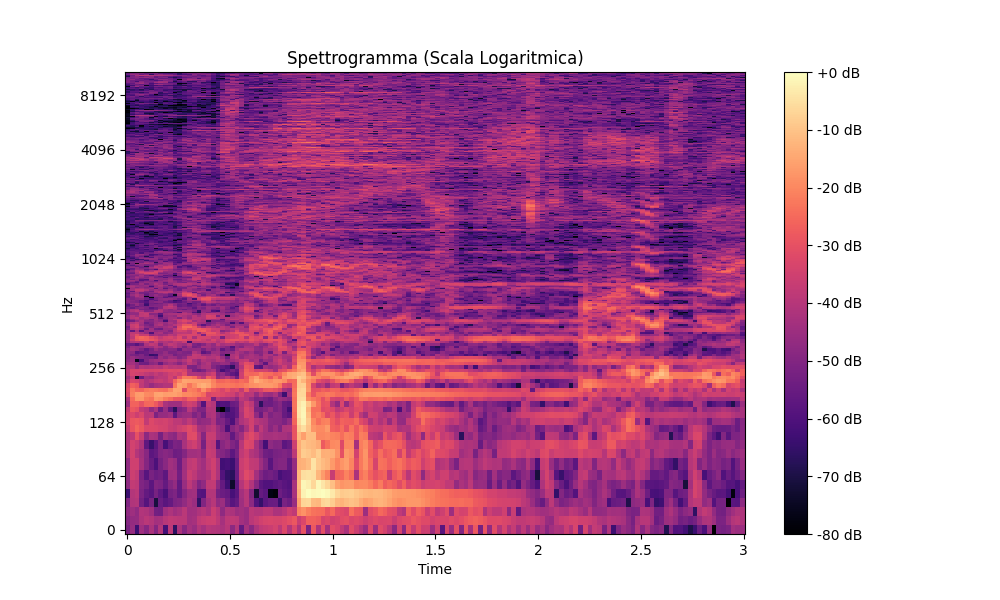 Spettrogramma (Scala Logaritmica)
8192
4096
2048
1024
512
256
128
64
0
Hz
0 0.5 1 1.5 2 2.5 3
Time
+0 dB
-10 dB
-20 dB
-30 dB
-40 dB
-50 dB
-60 dB
-70 dB
-80 dB